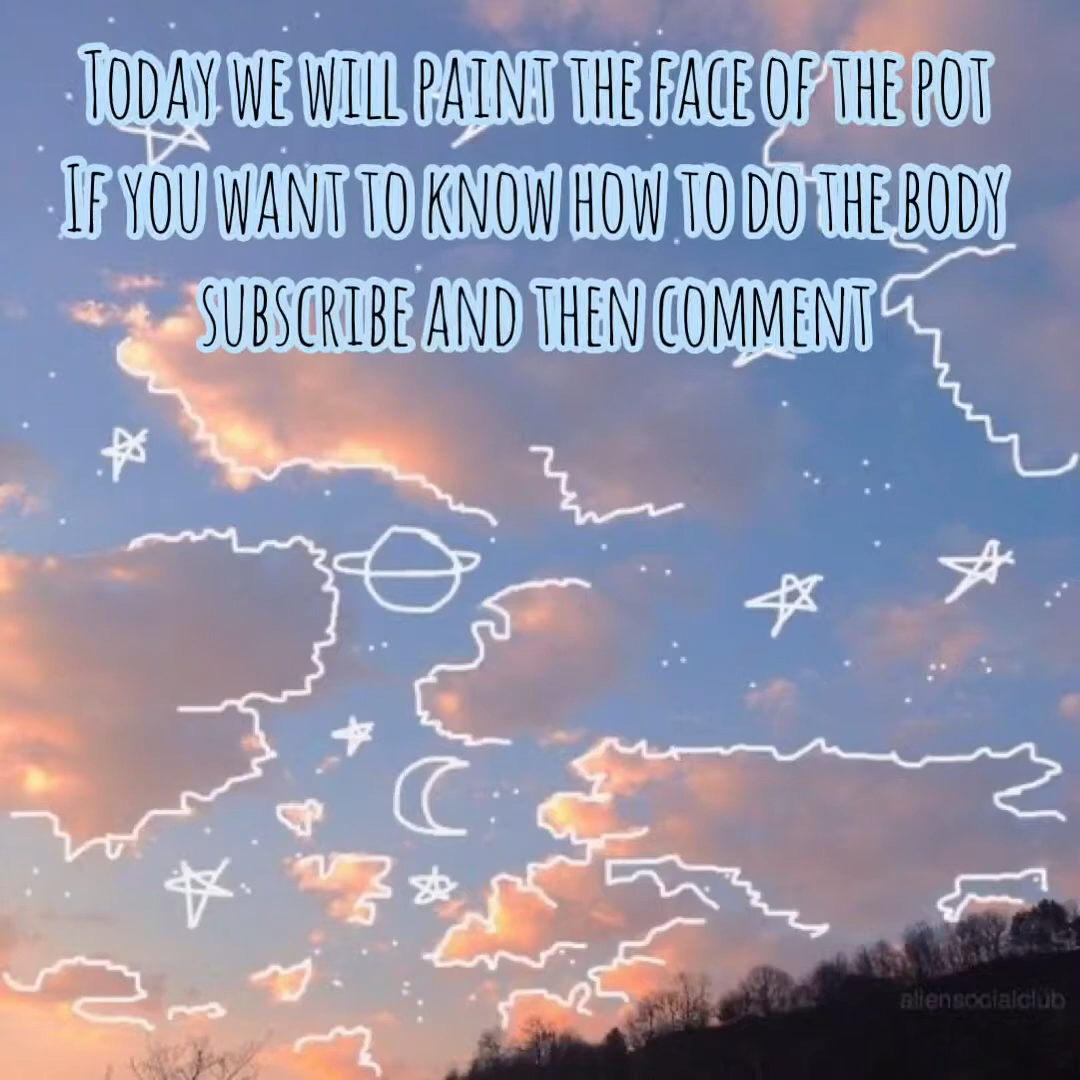 Today we will paint the face of the pot
If you want to know how to do the body
subscribe and then comment
aliensocialclub